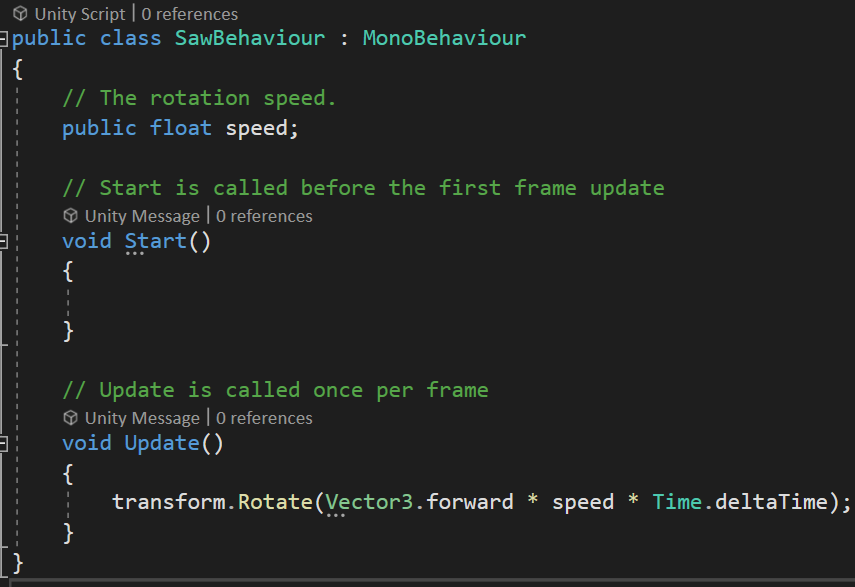 Unity Script | 0 references
public class SawBehaviour : MonoBehaviour
{
// The rotation speed.
public float speed;
// Start is called before the first frame update
Unity Message | 0 references
void Start()
{
}
// Update is called once per frame
Unity Message | 0 references
void Update()
{
transform.Rotate(Vector3.forward * speed * Time.deltaTime);
}
}